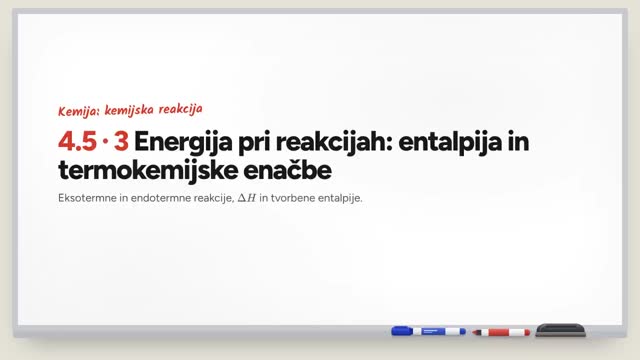 Kemija: kemijska reakcija
4.5 · 3 Energija pri reakcijah: entalpija in
termokemijske enačbe
Eksotermne in endotermne reakcije, ΔH in tvorbene entalpije.